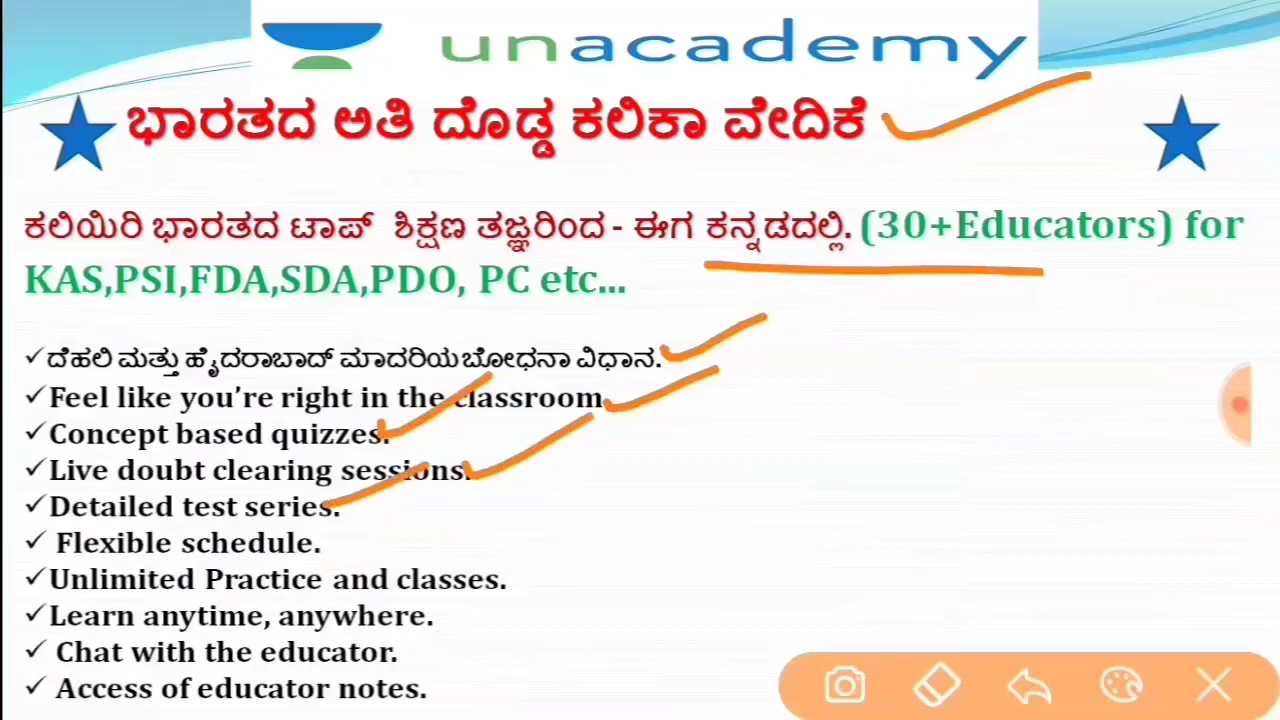 unacademy
ಭಾರತದ ಅತಿ ದೊಡ್ಡ ಕಲಿಕಾ ವೇದಿಕೆ
ಕಲಿಯಿರಿ ಭಾರತದ ಟಾಪ್ ಶಿಕ್ಷಣ ತಜ್ಞರಿಂದ - ಈಗ ಕನ್ನಡದಲ್ಲಿ. (30+Educators) for
KAS,PSI,FDA,SDA,PDO, PC etc...
✓ದೆಹಲಿ ಮತ್ತು ಹೈದರಾಬಾದ್ ಮಾದರಿಯ ಬೋಧನಾ ವಿಧಾನ.
✓Feel like you're right in the classroom.
✓Concept based quizzes.
✓Live doubt clearing sessions.
✓Detailed test series.
✓ Flexible schedule.
✓Unlimited Practice and classes.
✓Learn anytime, anywhere.
✓ Chat with the educator.
✓ Access of educator notes.